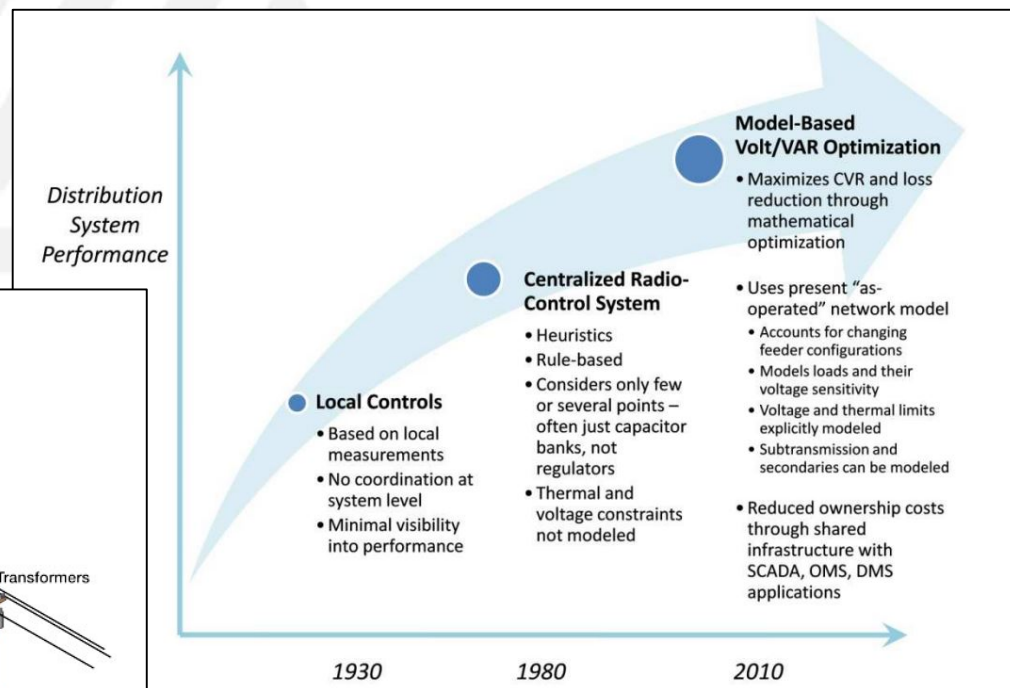 Distribution
System
Performance
Model-Based
Volt/VAR Optimization
• Maximizes CVR and loss
reduction through
mathematical
optimization
• Uses present “as-
operated” network model
• Accounts for changing
feeder configurations
• Models loads and their
voltage sensitivity
• Voltage and thermal limits
explicitly modeled
• Subtransmission and
secondaries can be modeled
• Reduced ownership costs
through shared
infrastructure with
SCADA, OMS, DMS
applications
Centralized Radio-
Control System
• Heuristics
• Rule-based
• Considers only few
or several points –
often just capacitor
banks, not
regulators
• Thermal and
voltage constraints
not modeled
Local Controls
• Based on local
measurements
• No coordination at
system level
• Minimal visibility
into performance
Transformers
1930 1980 2010